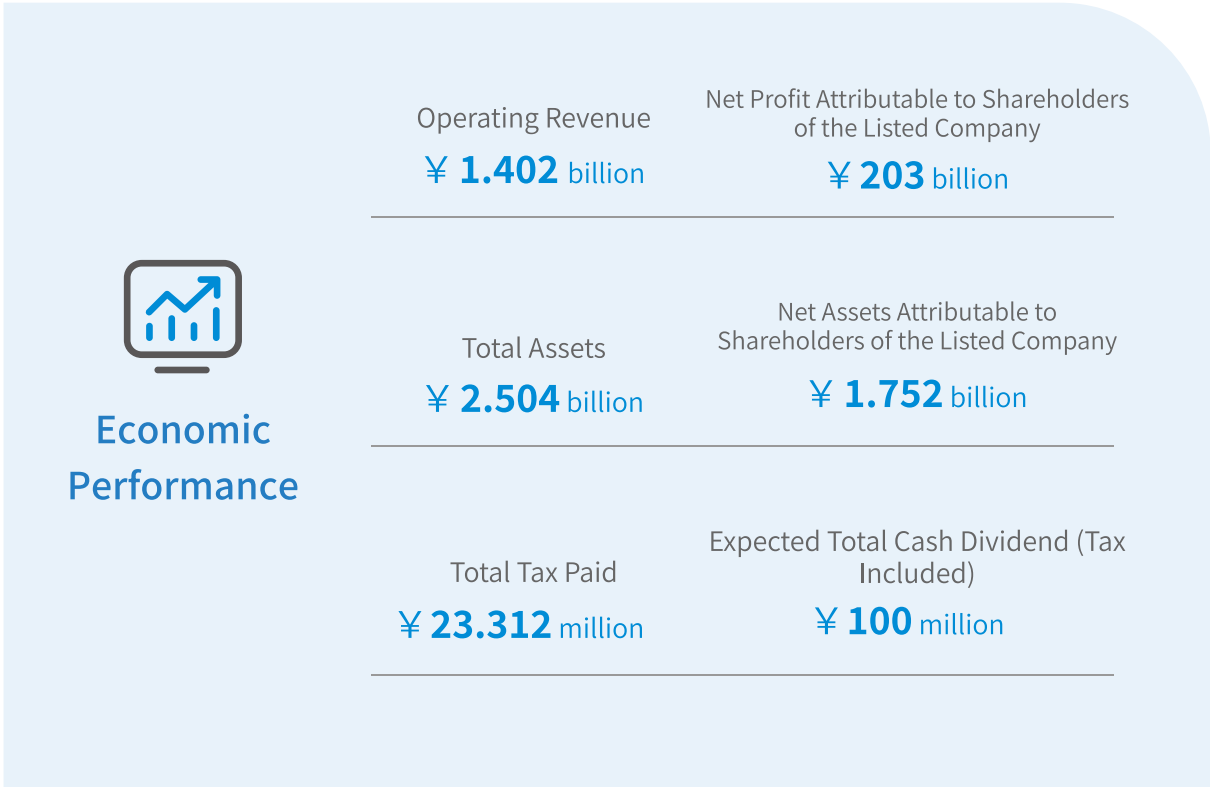 Economic
Performance
Operating Revenue
¥ 1.402 billion
Net Profit Attributable to Shareholders
of the Listed Company
¥ 203 billion
Total Assets
¥ 2.504 billion
Net Assets Attributable to
Shareholders of the Listed Company
¥ 1.752 billion
Total Tax Paid
¥ 23.312 million
Expected Total Cash Dividend (Tax
Included)
¥ 100 million